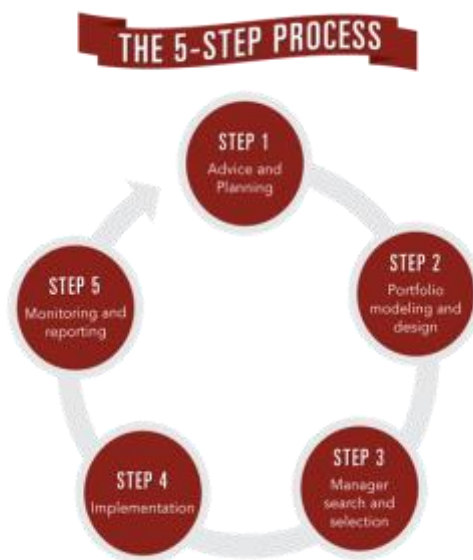 THE 5-STEP PROCESS
STEP 1
Advice and
Planning
STEP 2
Portfolio
modeling and
design
STEP 3
Manager
search and
selection
STEP 4
Implementation
STEP 5
Monitoring and
reporting